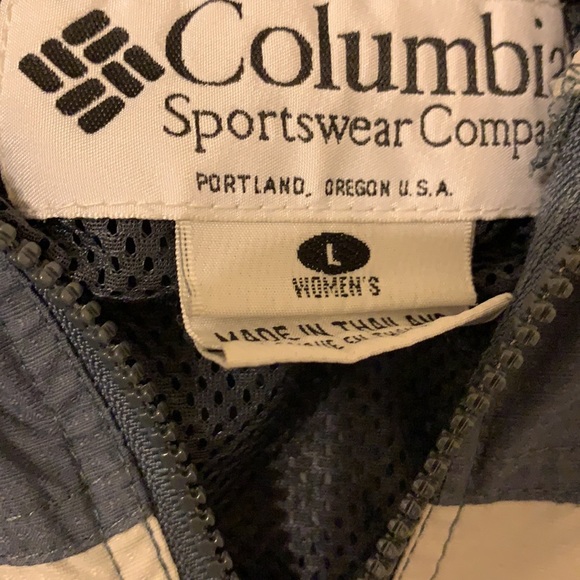 Columbia
Sportswear Compa
PORTLAND, OREGON U.S.A.
L
WOMEN'S
MADE IN THAILAND